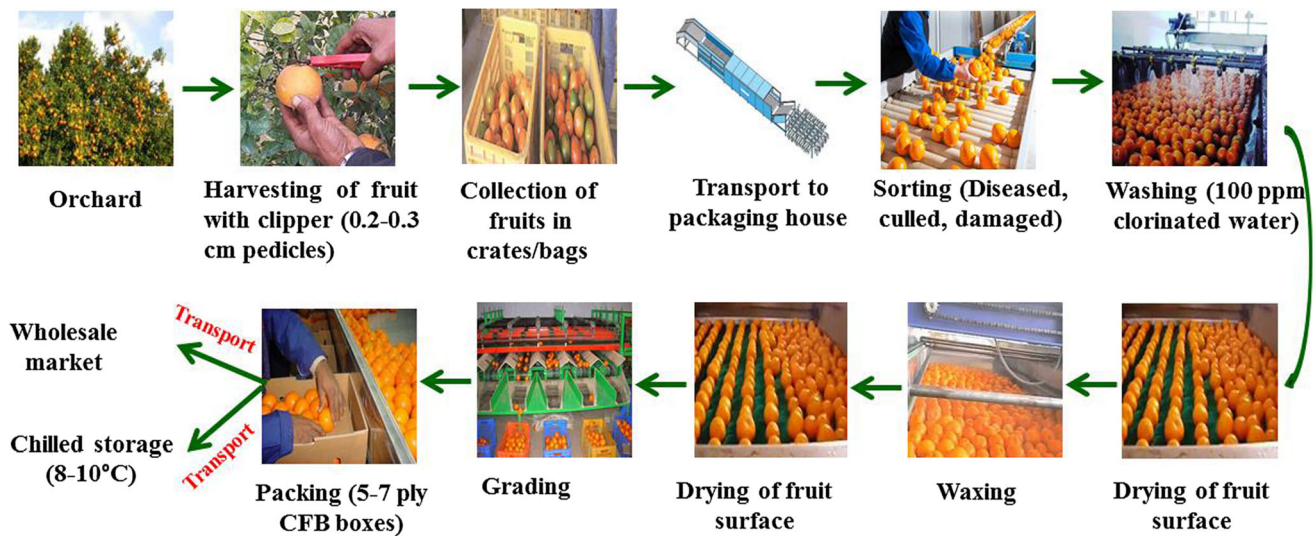 Orchard
Harvesting of fruit
with clipper (0.2-0.3
cm pedicles)
Collection of
fruits in
crates/bags
Transport to
packaging house
Sorting (Diseased,
culled, damaged)
Washing (100 ppm
clorinated water)
Wholesale
market
Transport
Chilled storage
(8-10°C)
Transport
Packing (5-7 ply
CFB boxes)
Grading
Drying of fruit
surface
Waxing
Drying of fruit
surface